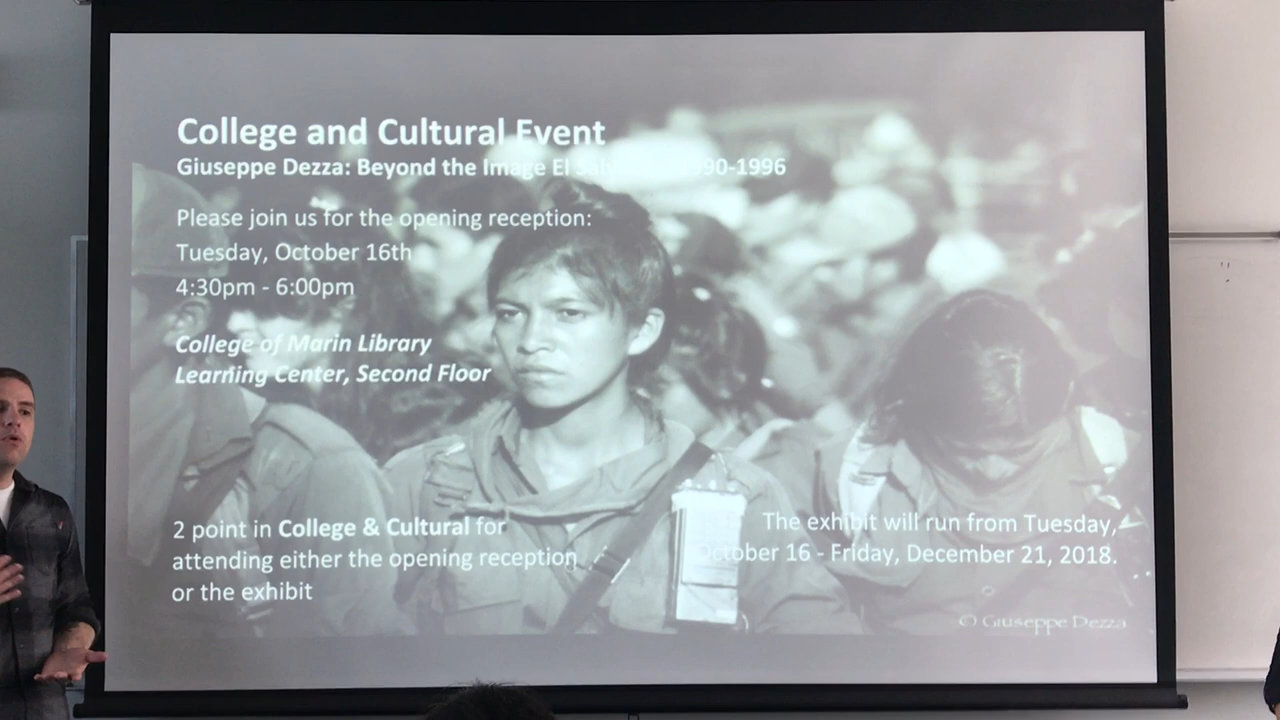 College and Cultural Event
Giuseppe Dezza: Beyond the Image El Salvador 1990-1996
Please join us for the opening reception:
Tuesday, October 16th
4:30pm - 6:00pm
College of Marin Library
Learning Center, Second Floor
2 point in College & Cultural for
attending either the opening reception
or the exhibit
The exhibit will run from Tuesday,
October 16 - Friday, December 21, 2018.
© Giuseppe Dezza